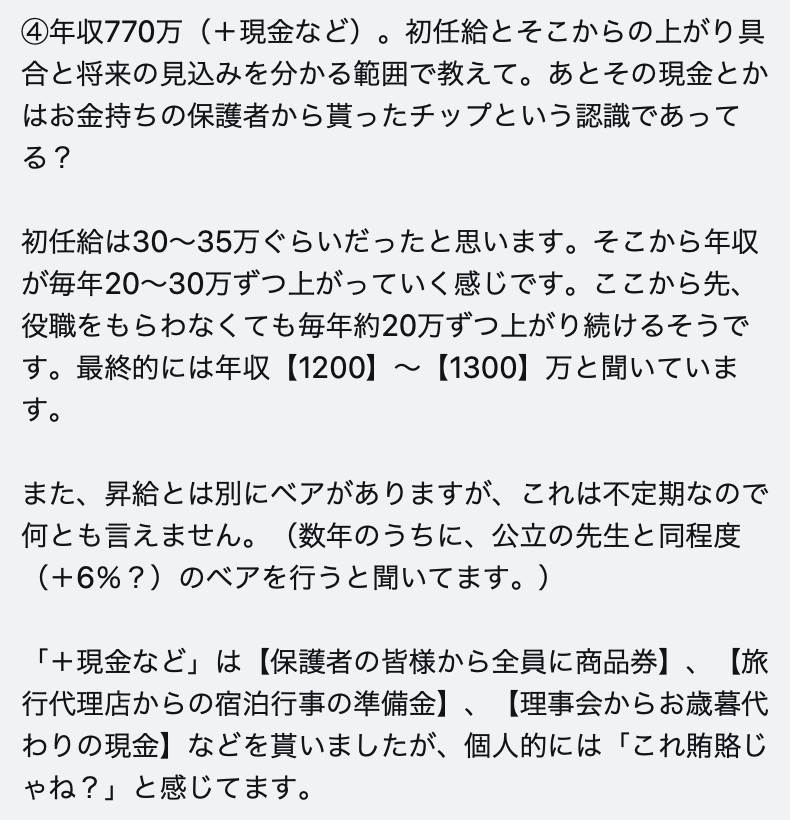 ④年収770万（＋現金など）。初任給とそこからの上がり具
合と将来の見込みを分かる範囲で教えて。あとその現金とか
はお金持ちの保護者から貰ったチップという認識であって
る？
初任給は30〜35万ぐらいだったと思います。そこから年収
が毎年20〜30万ずつ上がっていく感じです。ここから先、
役職をもらわなくても毎年約20万ずつ上がり続けるそうで
す。最終的には年収【1200】〜【1300】万と聞いていま
す。
また、昇給とは別にベアがありますが、これは不定期なので
何とも言えません。（数年のうちに、公立の先生と同程度
（＋6%？）のベアを行うと聞いてます。）
「＋現金など」は【保護者の皆様から全員に商品券】、【旅
行代理店からの宿泊行事の準備金】、【理事会からお歳暮代
わりの現金】などを貰いましたが、個人的には「これ賄賂じ
ゃね？」と感じてます。